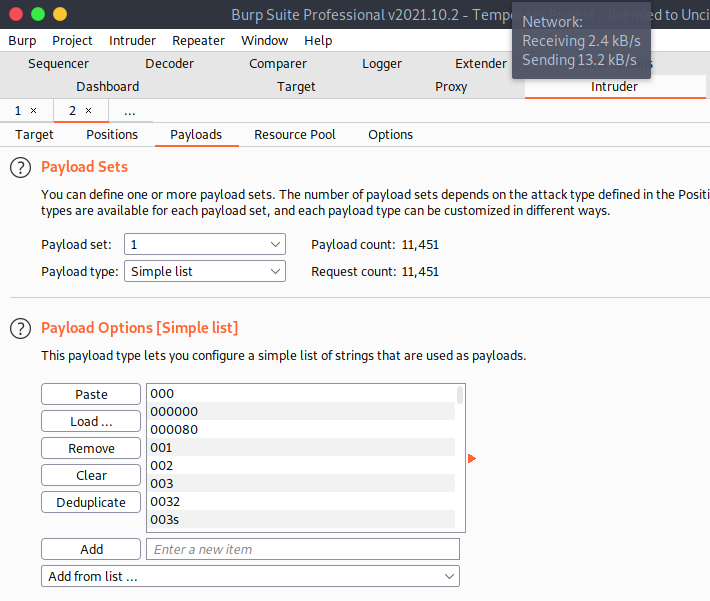 Burp Suite Professional v2021.10.2 - Temp
Network:
Receiving 2.4 kB/s
Sending 13.2 kB/s
Burp Project Intruder Repeater Window Help
Sequencer Decoder Comparer Logger Extender
Dashboard Target Proxy Intruder
1 × 2 × ...
Target Positions Payloads Resource Pool Options
? Payload Sets
You can define one or more payload sets. The number of payload sets depends on the attack type defined in the Positi
types are available for each payload set, and each payload type can be customized in different ways.
Payload set: 1 Payload count: 11,451
Payload type: Simple list Request count: 11,451
? Payload Options [Simple list]
This payload type lets you configure a simple list of strings that are used as payloads.
Paste
Load ...
Remove
Clear
Deduplicate
000
000000
000080
001
002
003
0032
003s
Add Enter a new item
Add from list ...